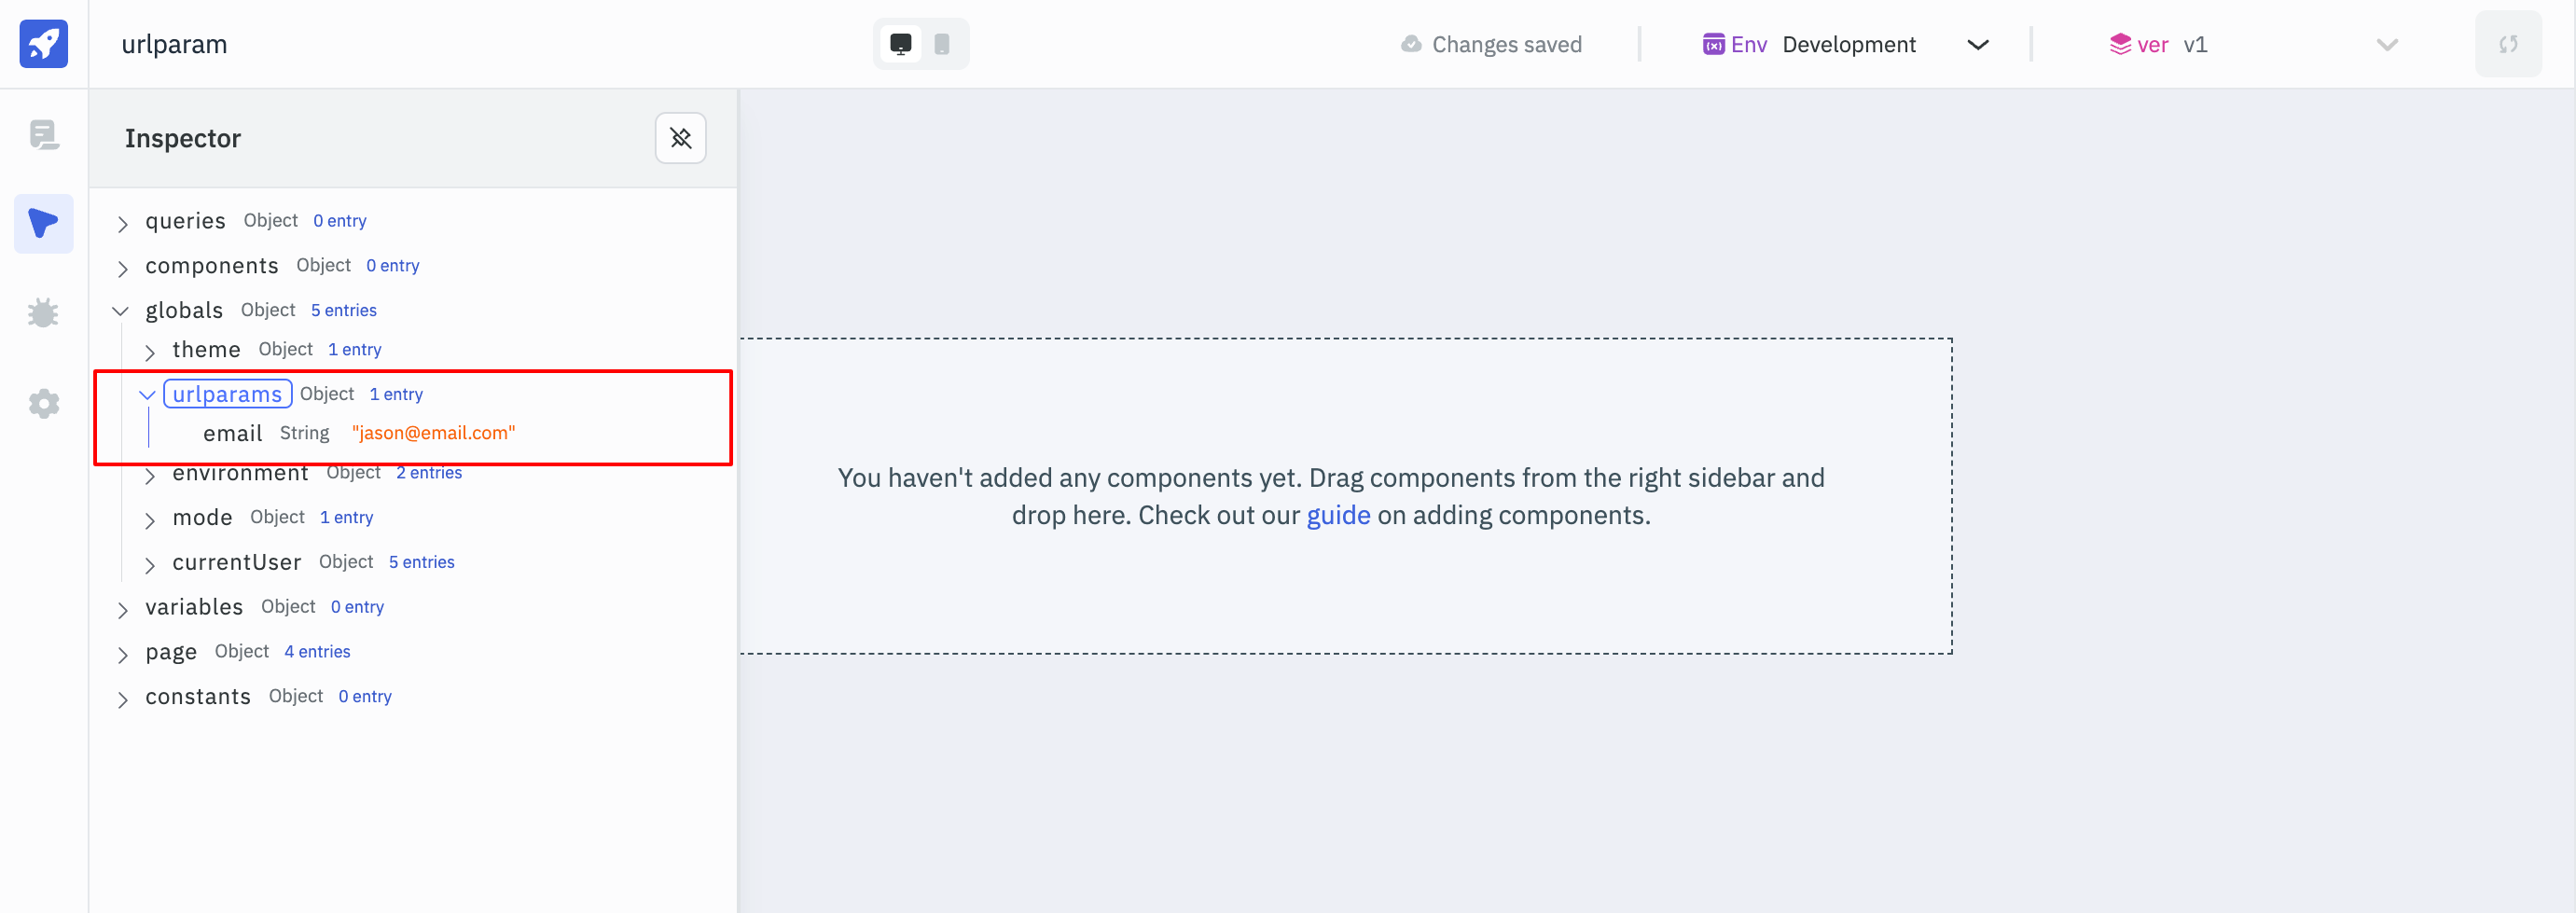 urlparam
Changes saved
Env Development
ver v1
Inspector
queries Object 0 entry
components Object 0 entry
globals Object 5 entries
theme Object 1 entry
urlparams Object 1 entry
email String "jason@email.com"
environment Object 2 entries
mode Object 1 entry
currentUser Object 5 entries
variables Object 0 entry
page Object 4 entries
constants Object 0 entry
You haven't added any components yet. Drag components from the right sidebar and
drop here. Check out our guide on adding components.